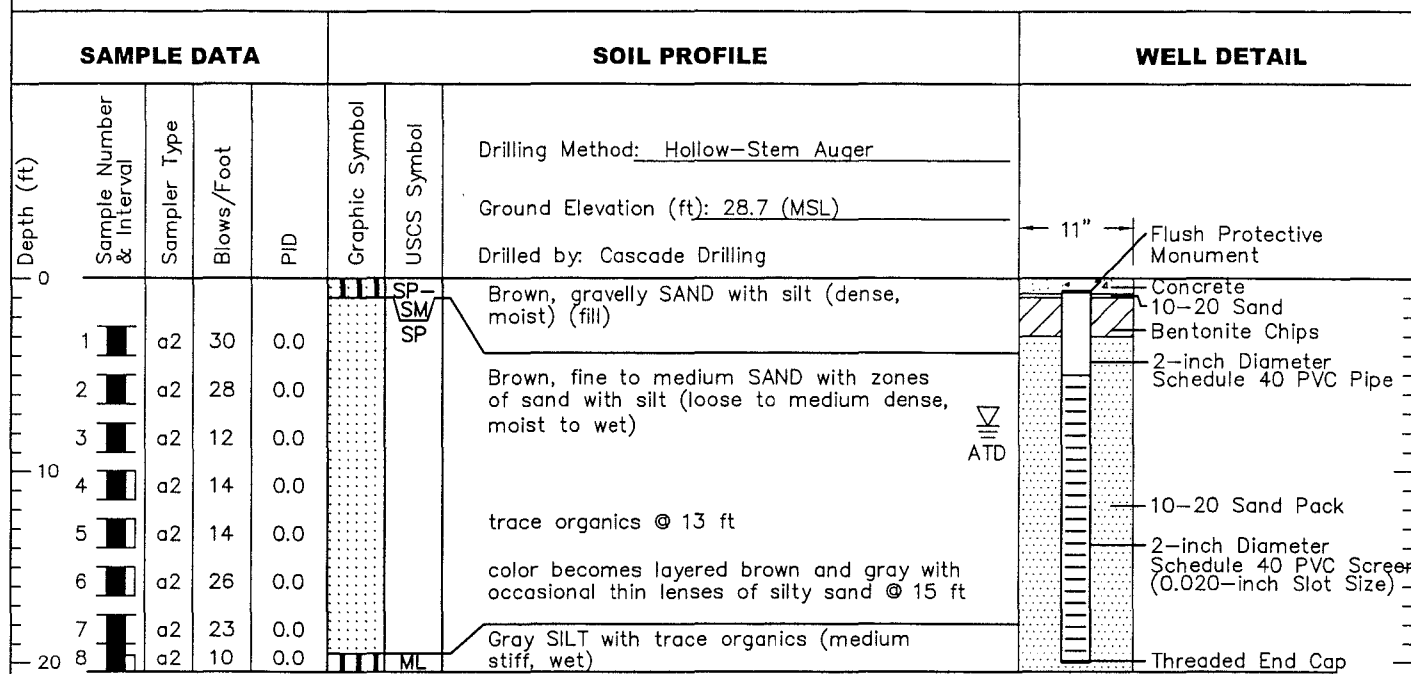 SAMPLE DATA
SOIL PROFILE
WELL DETAIL
Depth (ft)
Sample Number
& Interval
Sampler Type
Blows/Foot
PID
Graphic Symbol
USCS Symbol
Drilling Method: Hollow-Stem Auger
Ground Elevation (ft): 28.7 (MSL)
Drilled by: Cascade Drilling
11"
Flush Protective
Monument
0
SP-
SM
SP
Brown, gravelly SAND with silt (dense,
moist) (fill)
Concrete
10-20 Sand
Bentonite Chips
1 a2 30 0.0
2 a2 28 0.0
Brown, fine to medium SAND with zones
of sand with silt (loose to medium dense,
moist to wet)
ATD
2-inch Diameter
Schedule 40 PVC Pipe
3 a2 12 0.0
10
4 a2 14 0.0
5 a2 14 0.0
trace organics @ 13 ft
10-20 Sand Pack
6 a2 26 0.0
color becomes layered brown and gray with
occasional thin lenses of silty sand @ 15 ft
2-inch Diameter
Schedule 40 PVC Screen
(0.020-inch Slot Size)
7 a2 23 0.0
20 8 a2 10 0.0
ML
Gray SILT with trace organics (medium
stiff, wet)
Threaded End Cap